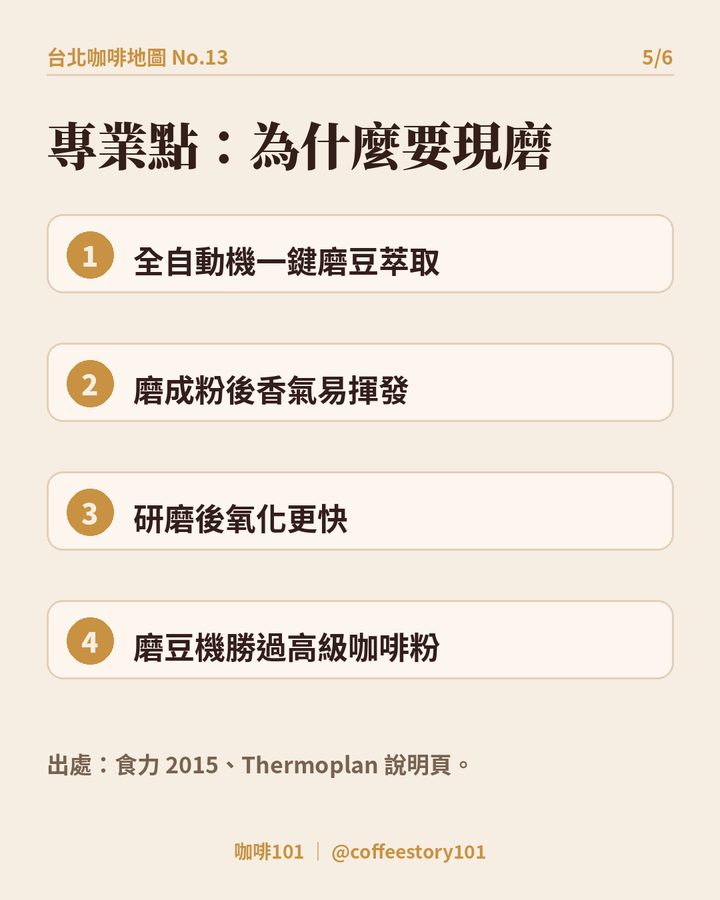 台北咖啡地圖 No.13
5/6
專業點：為什麼要現磨
1 全自動機一鍵磨豆萃取
2 磨成粉後香氣易揮發
3 研磨後氧化更快
4 磨豆機勝過高級咖啡粉
出處：食力 2015、Thermoplan 說明頁。
咖啡101｜@coffeestory101